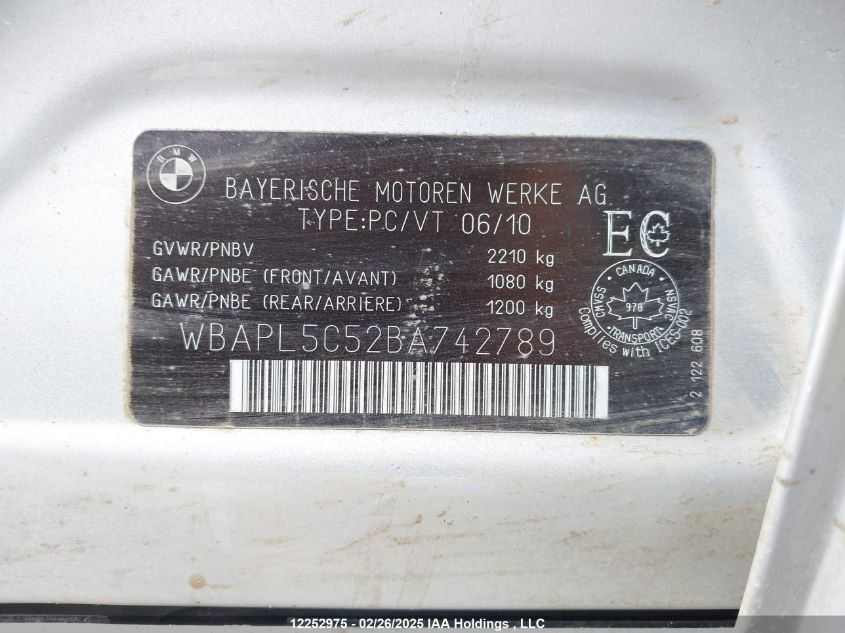 BMW
BAYERISCHE MOTOREN WERKE AG
TYPE:PC/VT 06/10
EC
GVWR/PNBV 2210 kg
GAWR/PNBE (FRONT/AVANT) 1080 kg
GAWR/PNBE (REAR/ARRIERE) 1200 kg
WBAPL5C52BA742789
CANADA
CMVSS
978
NSVAC
TRANSPORT
Complies with ICES-002
2 122 608
12252975 - 02/26/2025 IAA Holdings , LLC